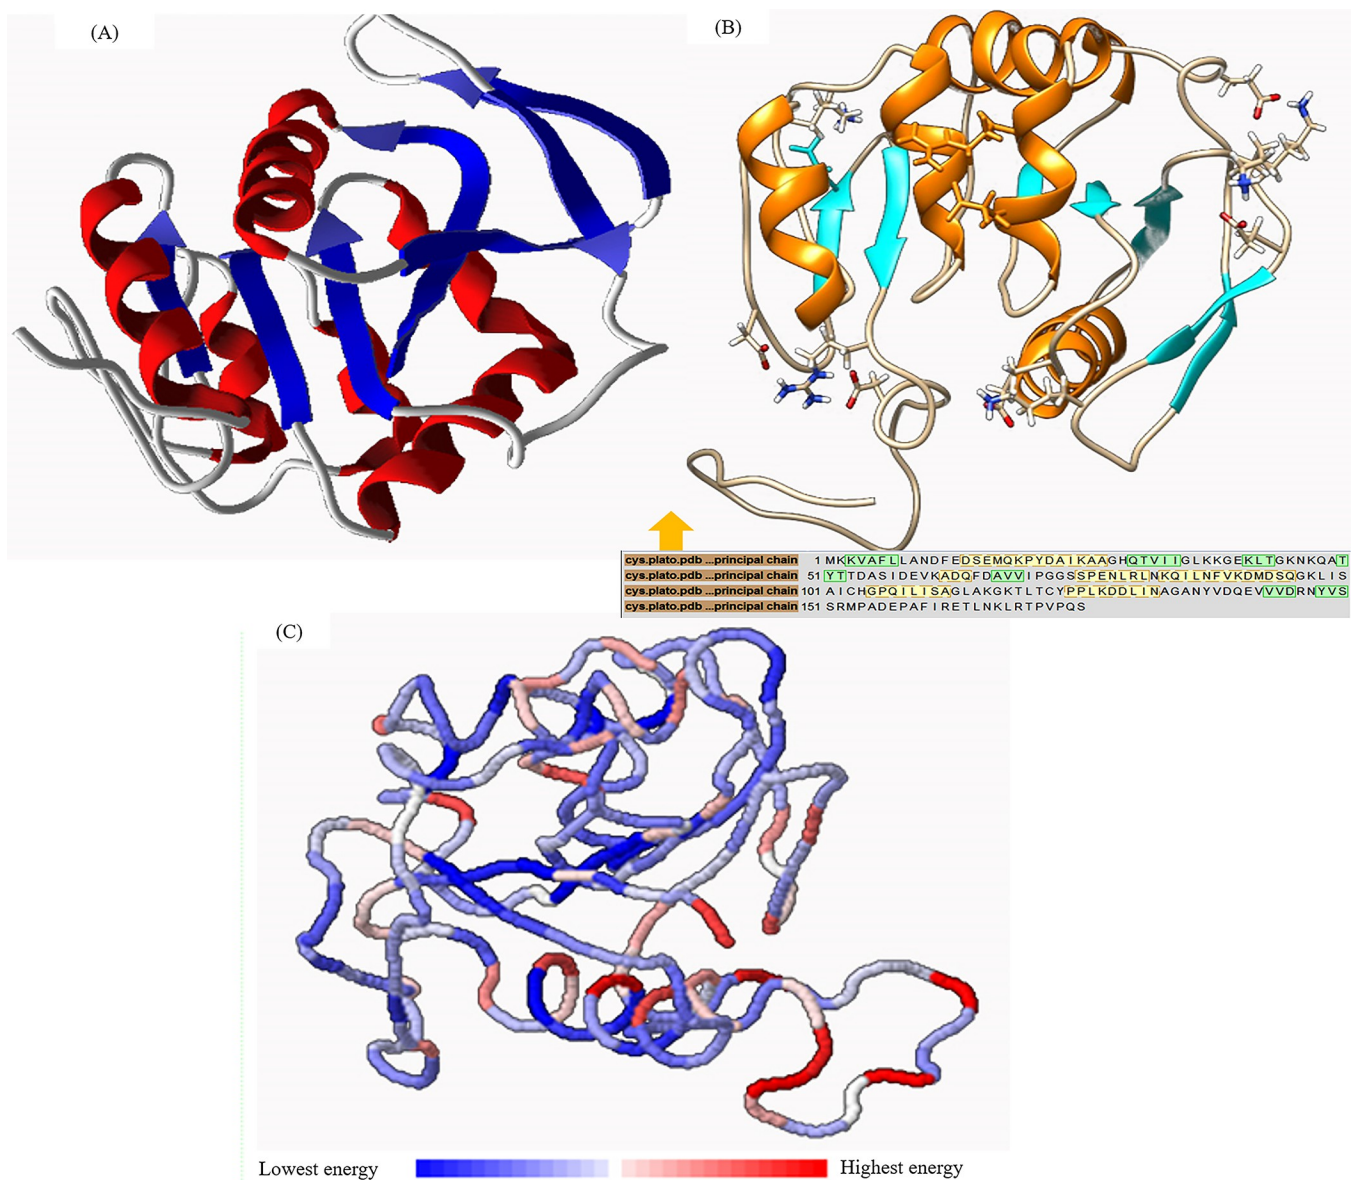 (A)
(B)
cys.plato.pdb ...principal chain 1 MKKVAFLLANDFEDSEMQKPYDAIKAAGHQTVIIGLKKGEKLTGKNKQAT
cys.plato.pdb ...principal chain 51 YTTDASIDEVKADQFDAVVIPGGSSPENLRLNKQILNFVKDMDSQGKLIS
cys.plato.pdb ...principal chain 101 AICHGPQILISAGLAKGKTLTCYPPLKDDLINAGANYVDQEVVVDRNYVS
cys.plato.pdb ...principal chain 151 SRMPADEPAFIRETLNKLRTPVPQS
(C)
Lowest energy Highest energy